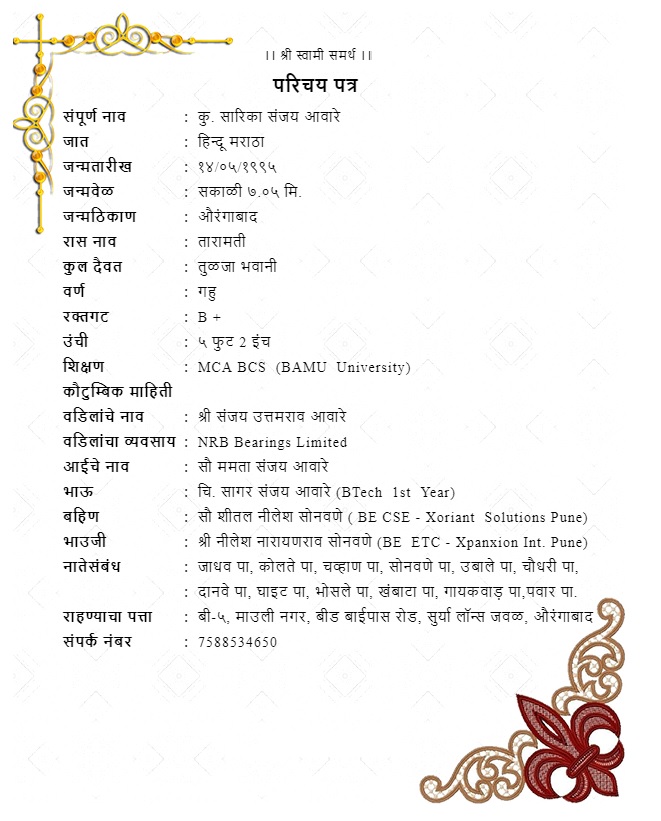 ।। श्री स्वामी समर्थ ।।
परिचय पत्र
संपूर्ण नाव : कु. सारिका संजय आवारे
जात : हिन्दू मराठा
जन्मतारीख : १४/०५/१९९५
जन्मवेळ : सकाळी ७.०५ मि.
जन्मठिकाण : औरंगाबाद
रास नाव : तारामती
कुल दैवत : तुळजा भवानी
वर्ण : गहु
रक्तगट : B +
उंची : ५ फुट 2 इंच
शिक्षण : MCA BCS (BAMU University)
कौटुम्बिक माहिती
वडिलांचे नाव : श्री संजय उत्तमराव आवारे
वडिलांचा व्यवसाय : NRB Bearings Limited
आईचे नाव : सौ ममता संजय आवारे
भाऊ : चि. सागर संजय आवारे (BTech 1st Year)
बहिण : सौ शीतल नीलेश सोनवणे ( BE CSE - Xoriant Solutions Pune)
भाउजी : श्री नीलेश नारायणराव सोनवणे (BE ETC - Xpanxion Int. Pune)
नातेसंबंध : जाधव पा, कोलते पा, चव्हाण पा, सोनवणे पा, उबाले पा, चौधरी पा,
: दानवे पा, घाइट पा, भोसले पा, खंबाटा पा, गायकवाड़ पा,पवार पा.
राहण्याचा पत्ता : बी-५, माउली नगर, बीड बाईपास रोड, सुर्या लॉन्स जवळ, औरंगाबाद
संपर्क नंबर : 7588534650